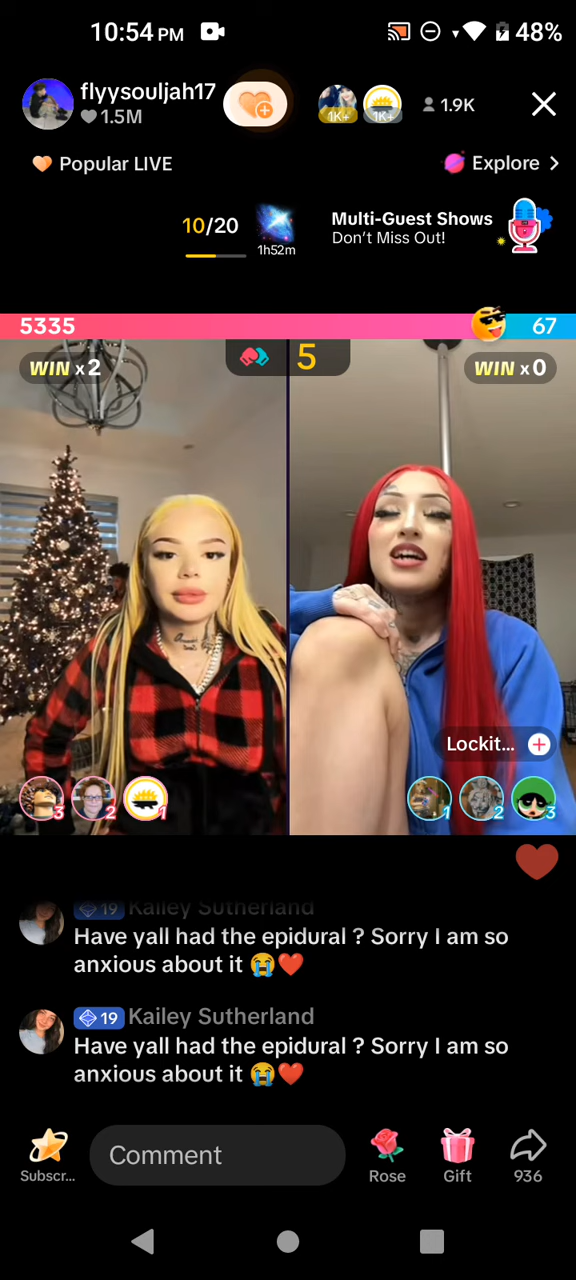 10:54 PM
48%
flyysouljah17
1.5M
1K+
1K+
1.9K
Popular LIVE
Explore >
10/20
1h52m
Multi-Guest Shows
Don't Miss Out!
5335
67
WIN x2
5
WIN x0
Lockit...
3
2
1
1
2
3
19 Kailey Sutherland
Have yall had the epidural ? Sorry I am so
anxious about it 😭❤️
19 Kailey Sutherland
Have yall had the epidural ? Sorry I am so
anxious about it 😭❤️
Subscr...
Comment
Rose
Gift
936